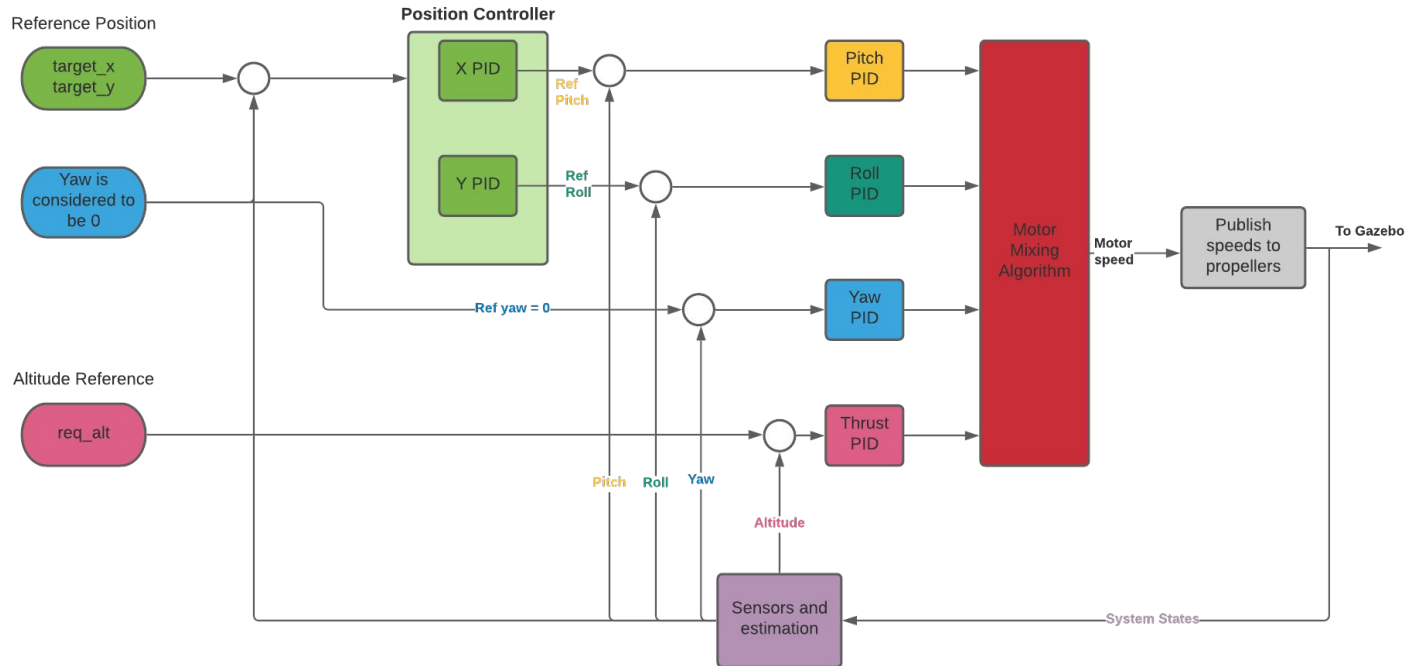 Reference Position
target_x
target_y
Yaw is
considered to
be 0
Altitude Reference
req_alt
Position Controller
X PID
Y PID
Ref
Pitch
Ref
Roll
Ref yaw = 0
Pitch
Roll
Yaw
Altitude
Pitch
PID
Roll
PID
Yaw
PID
Thrust
PID
Motor
Mixing
Algorithm
Motor
speed
Publish
speeds to
propellers
To Gazebo
Sensors and
estimation
System States